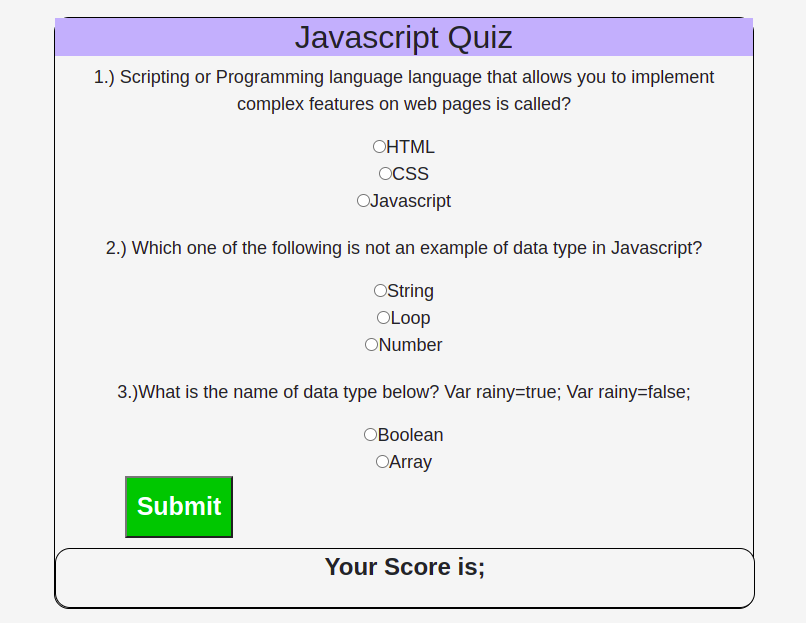 Javascript Quiz
1.) Scripting or Programming language language that allows you to implement
complex features on web pages is called?
HTML
CSS
Javascript
2.) Which one of the following is not an example of data type in Javascript?
String
Loop
Number
3.)What is the name of data type below? Var rainy=true; Var rainy=false;
Boolean
Array
Submit
Your Score is;